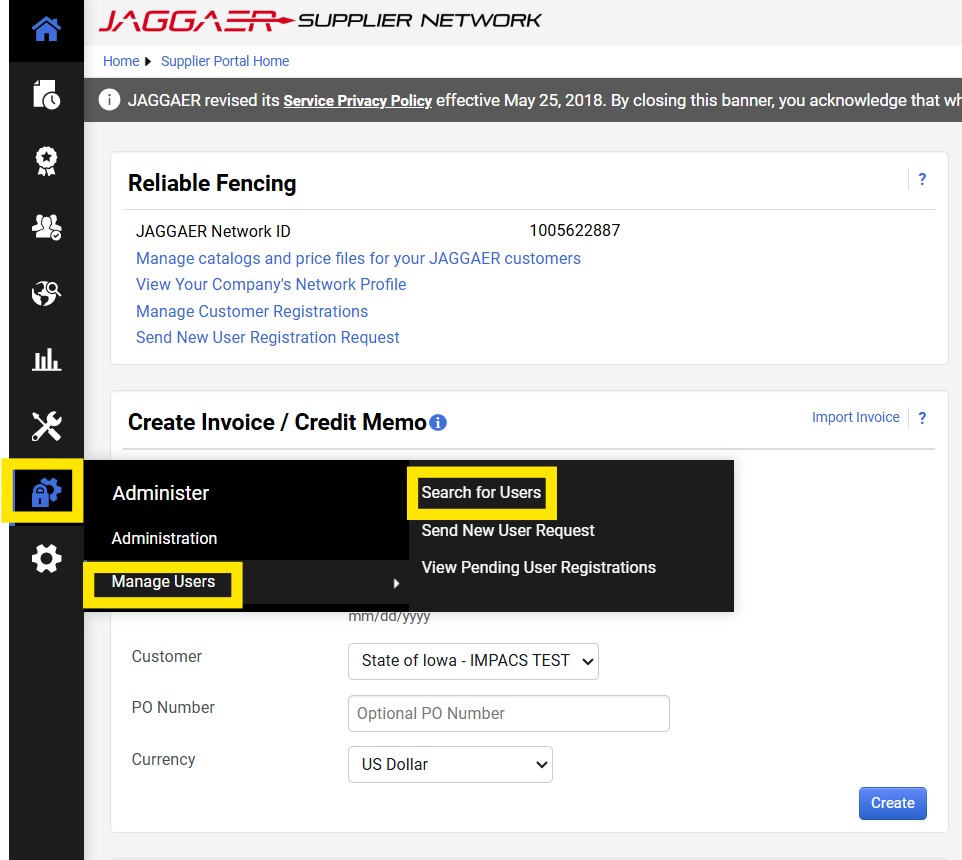 JAGGAER SUPPLIER NETWORK
Home Supplier Portal Home
i JAGGAER revised its Service Privacy Policy effective May 25, 2018. By closing this banner, you acknowledge that wh
Reliable Fencing ?
JAGGAER Network ID 1005622887
Manage catalogs and price files for your JAGGAER customers
View Your Company's Network Profile
Manage Customer Registrations
Send New User Registration Request
Create Invoice / Credit Memo i Import Invoice ?
Administer
Search for Users
Send New User Request
Administration
View Pending User Registrations
Manage Users
mm/dd/yyyy
Customer State of Iowa - IMPACS TEST
PO Number Optional PO Number
Currency US Dollar
Create